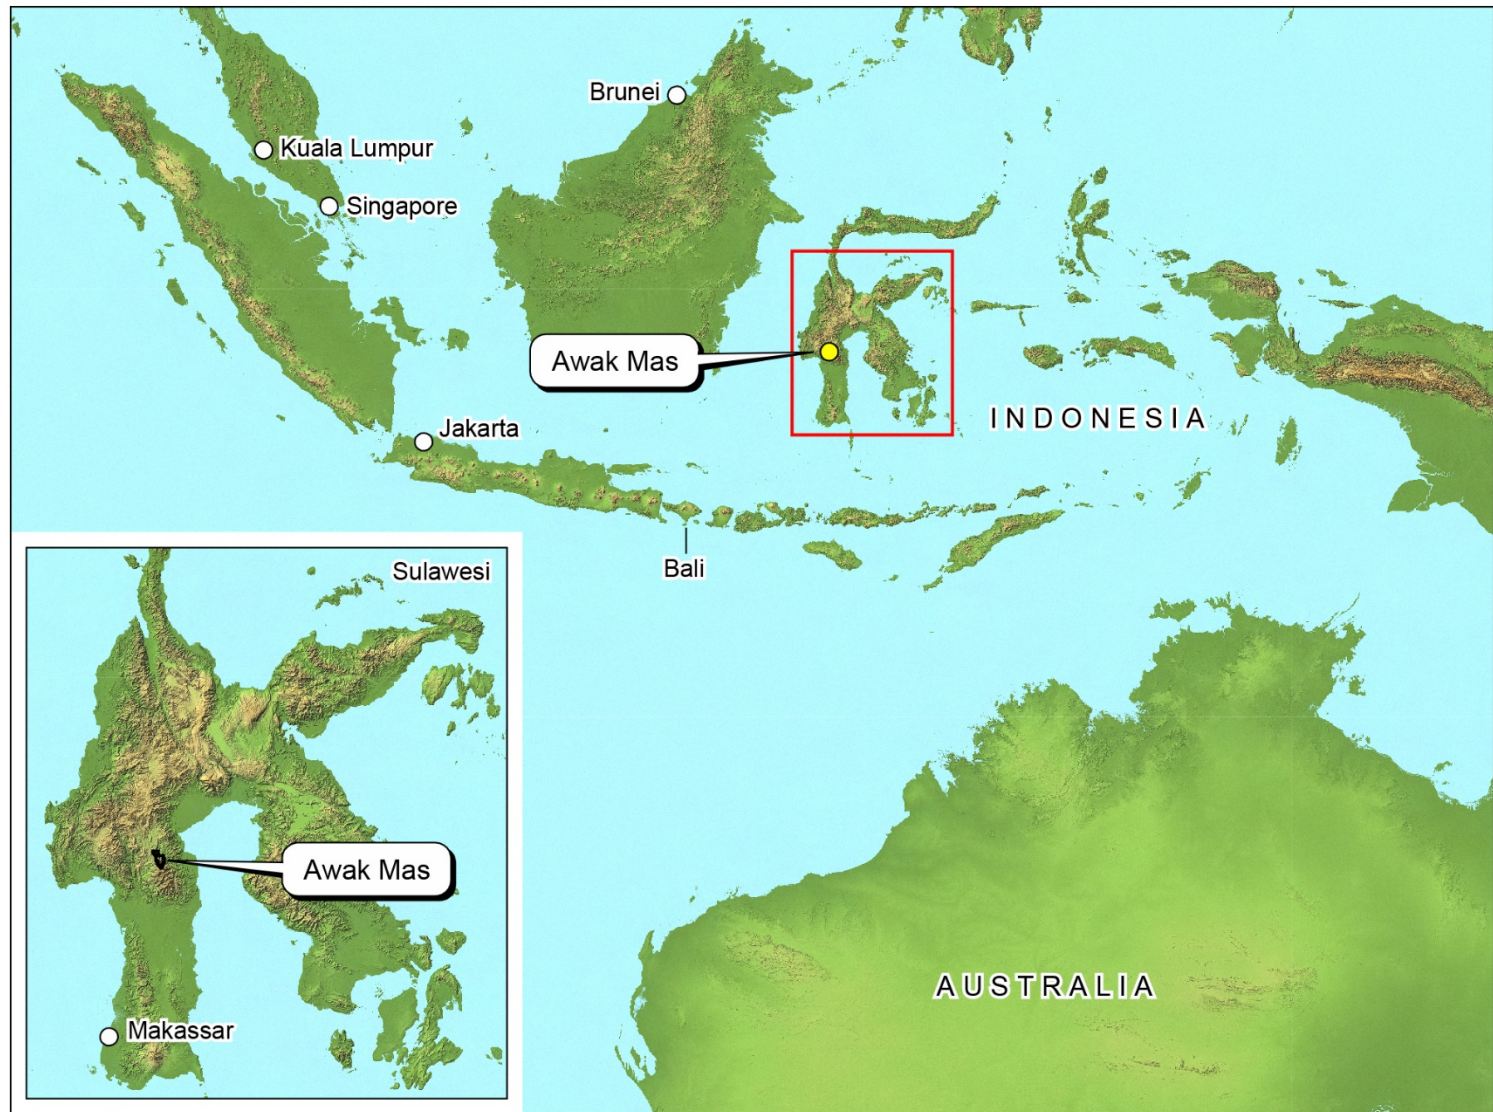 Brunei
Kuala Lumpur
Singapore
Awak Mas
INDONESIA
Jakarta
Bali
Sulawesi
Awak Mas
Makassar
AUSTRALIA